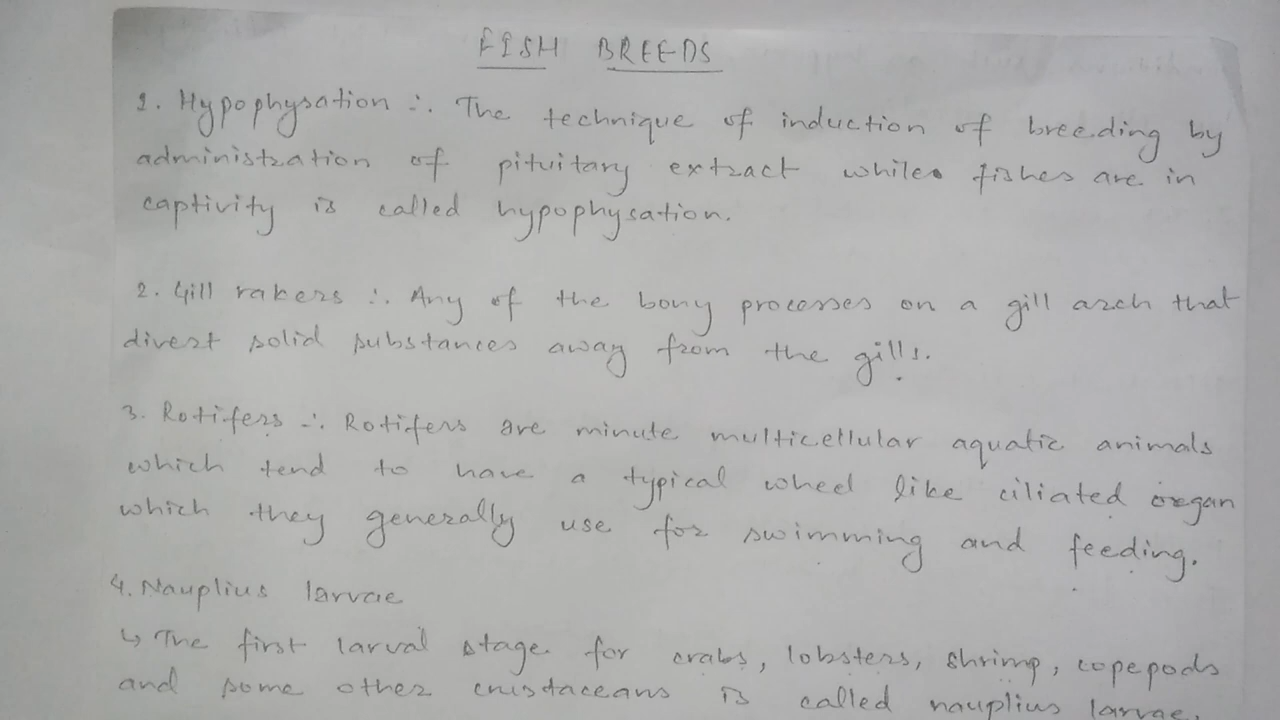 FISH BREEDS
1. Hypophysation :. The technique of induction of breeding by
administration of pituitary extract while fishes are in
captivity is called hypophysation.
2. Gill rakers :. Any of the bony processes on a gill arch that
divert solid substances away from the gills.
3. Rotifers :. Rotifers are minute multicellular aquatic animals
which tend to have a typical wheel like ciliated organ
which they generally use for swimming and feeding.
4. Nauplius larvae
↳ The first larval stage for crabs, lobsters, shrimp, copepods
and some other crustaceans is called nauplius larvae.